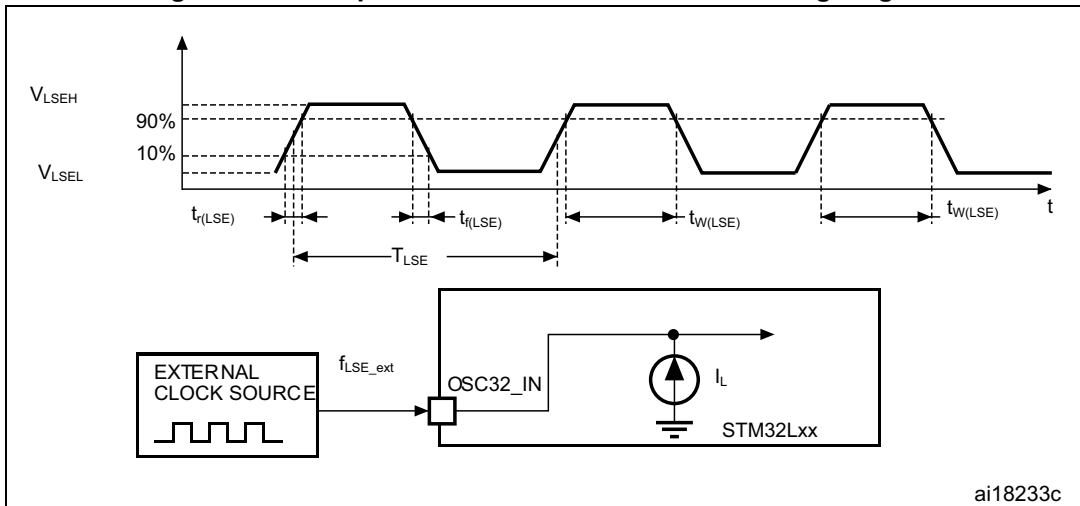 V_LSEH
90%
10%
V_LSEL
t_r(LSE)
t_f(LSE)
t_W(LSE)
t_W(LSE)
t
T_LSE
EXTERNAL
CLOCK SOURCE
f_LSE_ext
OSC32_IN
I_L
STM32Lxx
ai18233c